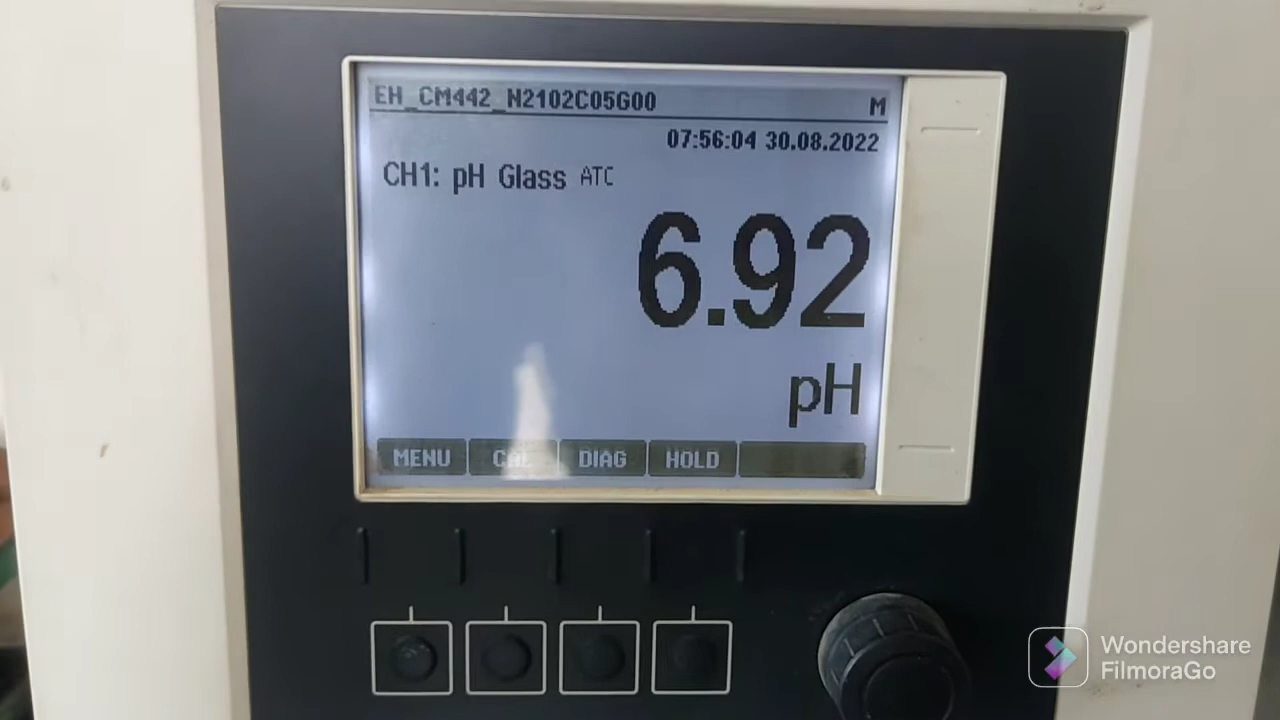 EH_CM442_N2102C05G00 M
07:56:04 30.08.2022
CH1: pH Glass ATC
6.92
pH
MENU CAL DIAG HOLD
Wondershare
FilmoraGo